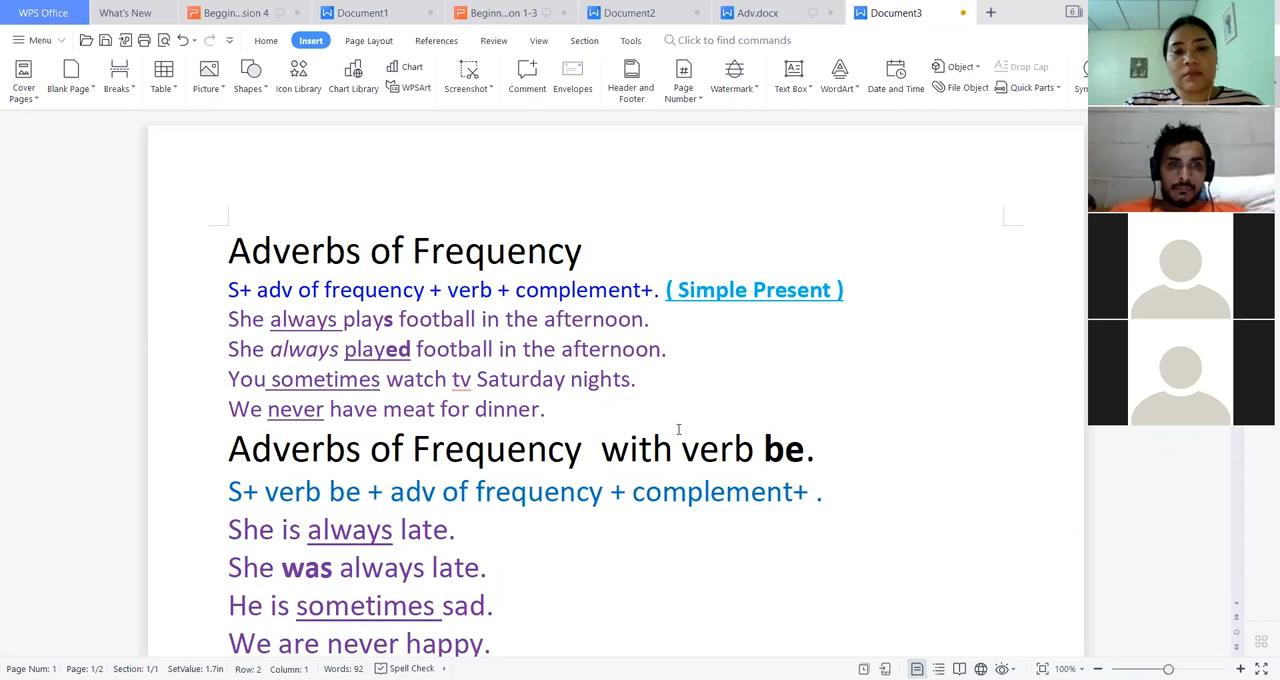 WPS Office What's New Beggin...sion 4 Document1 Beginn...on 1-3 Document2 Adv.docx Document3 6
Menu Home Insert Page Layout References Review View Section Tools Click to find commands
Chart Object Drop Cap
Cover Pages Blank Page Breaks Table Picture Shapes Icon Library Chart Library WPSArt Screenshot Comment Envelopes Header and Footer Page Number Watermark Text Box WordArt Date and Time File Object Quick Parts
Adverbs of Frequency
S+ adv of frequency + verb + complement+. ( Simple Present )
She always plays football in the afternoon.
She always played football in the afternoon.
You sometimes watch tv Saturday nights.
We never have meat for dinner.
Adverbs of Frequency with verb be.
S+ verb be + adv of frequency + complement+ .
She is always late.
She was always late.
He is sometimes sad.
We are never happy.
Page Num: 1 Page: 1/2 Section: 1/1 SetValue: 1.7in Row: 2 Column: 1 Words: 92 Spell Check 100%